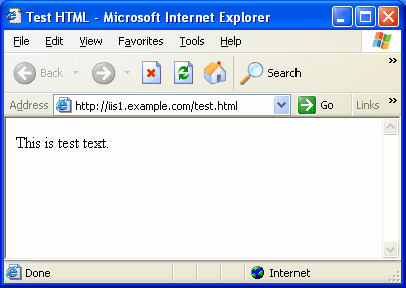 Test HTML - Microsoft Internet Explorer
File Edit View Favorites Tools Help
Back Search
Address http://iis1.example.com/test.html Go Links
This is test text.
Done Internet